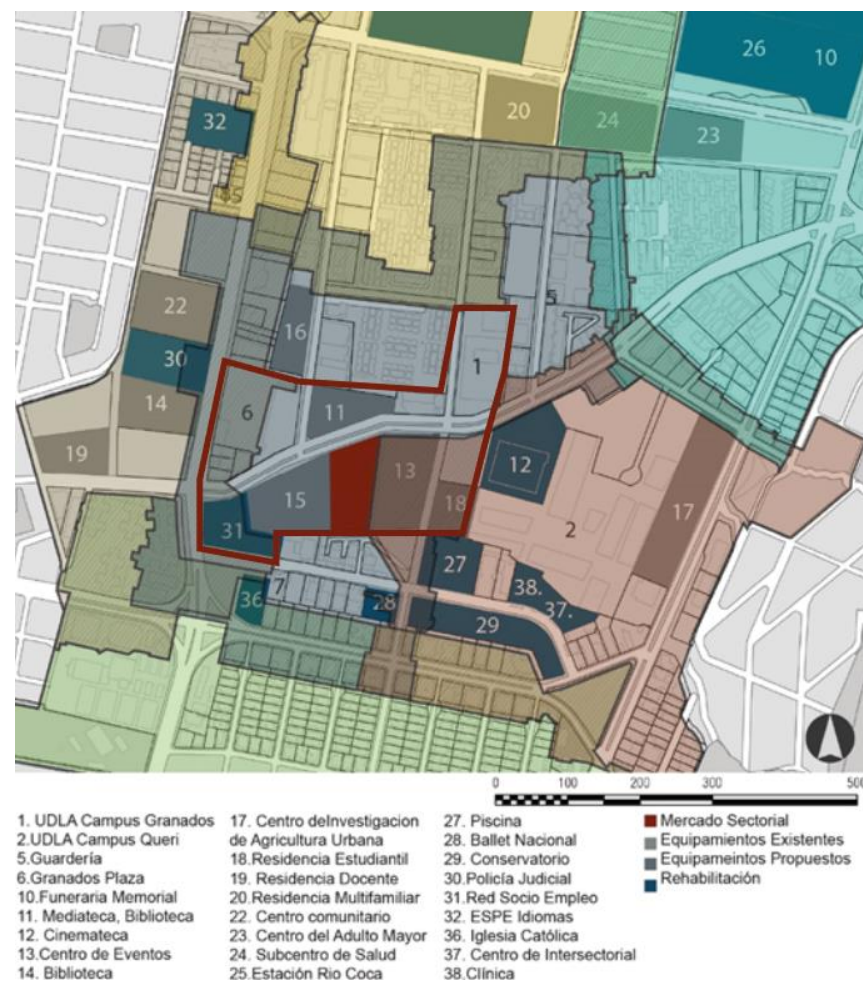 26
10
32
20
24
23
22
16
5
1
30
11
6
14
19
12
13
15
18
2
17
31
27
38.
37.
36
7
28
29
0 100 200 300 500
1. UDLA Campus Granados
2.UDLA Campus Queri
5.Guardería
6.Granados Plaza
10.Funeraria Memorial
11. Mediateca, Biblioteca
12. Cinemateca
13.Centro de Eventos
14. Biblioteca
17. Centro deInvestigacion
de Agricultura Urbana
18.Residencia Estudiantil
19. Residencia Docente
20.Residencia Multifamiliar
22. Centro comunitario
23. Centro del Adulto Mayor
24. Subcentro de Salud
25.Estación Rio Coca
27. Piscina
28. Ballet Nacional
29. Conservatorio
30.Policía Judicial
31.Red Socio Empleo
32. ESPE Idiomas
36. Iglesia Católica
37. Centro de Intersectorial
38.Clínica
Mercado Sectorial
Equipamientos Existentes
Equipameintos Propuestos
Rehabilitación